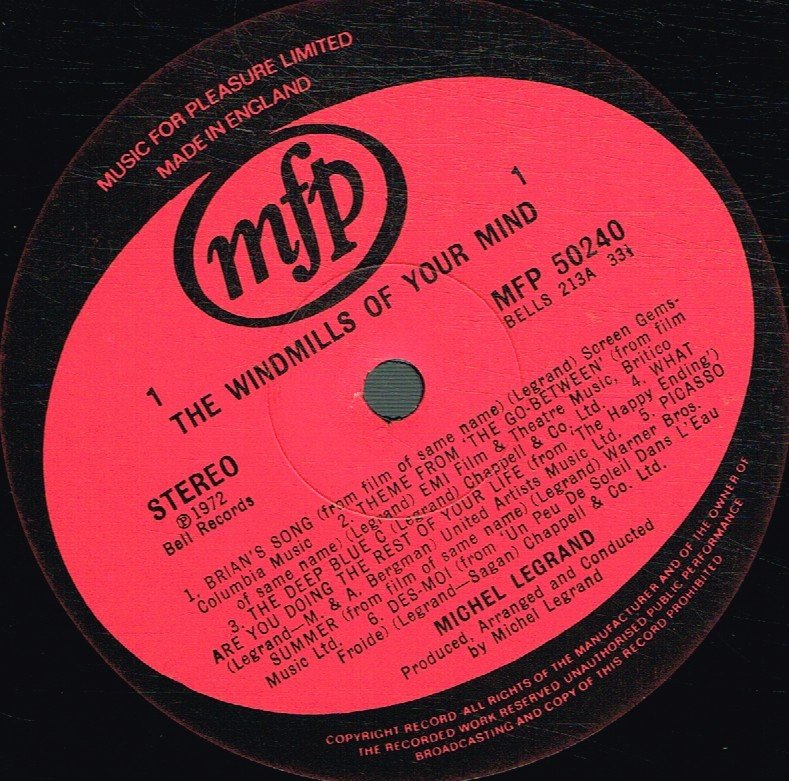 MUSIC FOR PLEASURE LIMITED
MADE IN ENGLAND
mfp
1
1
THE WINDMILLS OF YOUR MIND
MFP 50240
BELLS 213A 33⅓
STEREO
Ⓟ1972
Bell Records
1. BRIAN'S SONG (from film of same name) (Legrand) Screen Gems-
Columbia Music 2. THEME FROM 'THE GO-BETWEEN' (from film
of same name) (Legrand) EMI Film & Theatre Music, Britico
3. THE DEEP BLUE C (Legrand) Chappell & Co. Ltd. 4. WHAT
ARE YOU DOING THE REST OF YOUR LIFE (from 'The Happy Ending')
(Legrand—M. & A. Bergman) United Artists Music Ltd. 5. PICASSO
SUMMER (from film of same name) (Legrand) Warner Bros.
Music Ltd. 6. DES-MOI (from 'Un Peu De Soleil Dans L'Eau
Froide) (Legrand—Sagan) Chappell & Co. Ltd.
MICHEL LEGRAND
Produced, Arranged and Conducted
by Michel Legrand
COPYRIGHT RECORD-ALL RIGHTS OF THE MANUFACTURER AND OF THE OWNER OF
THE RECORDED WORK RESERVED UNAUTHORISED PUBLIC PERFORMANCE
BROADCASTING AND COPY OF THIS RECORD PROHIBITED